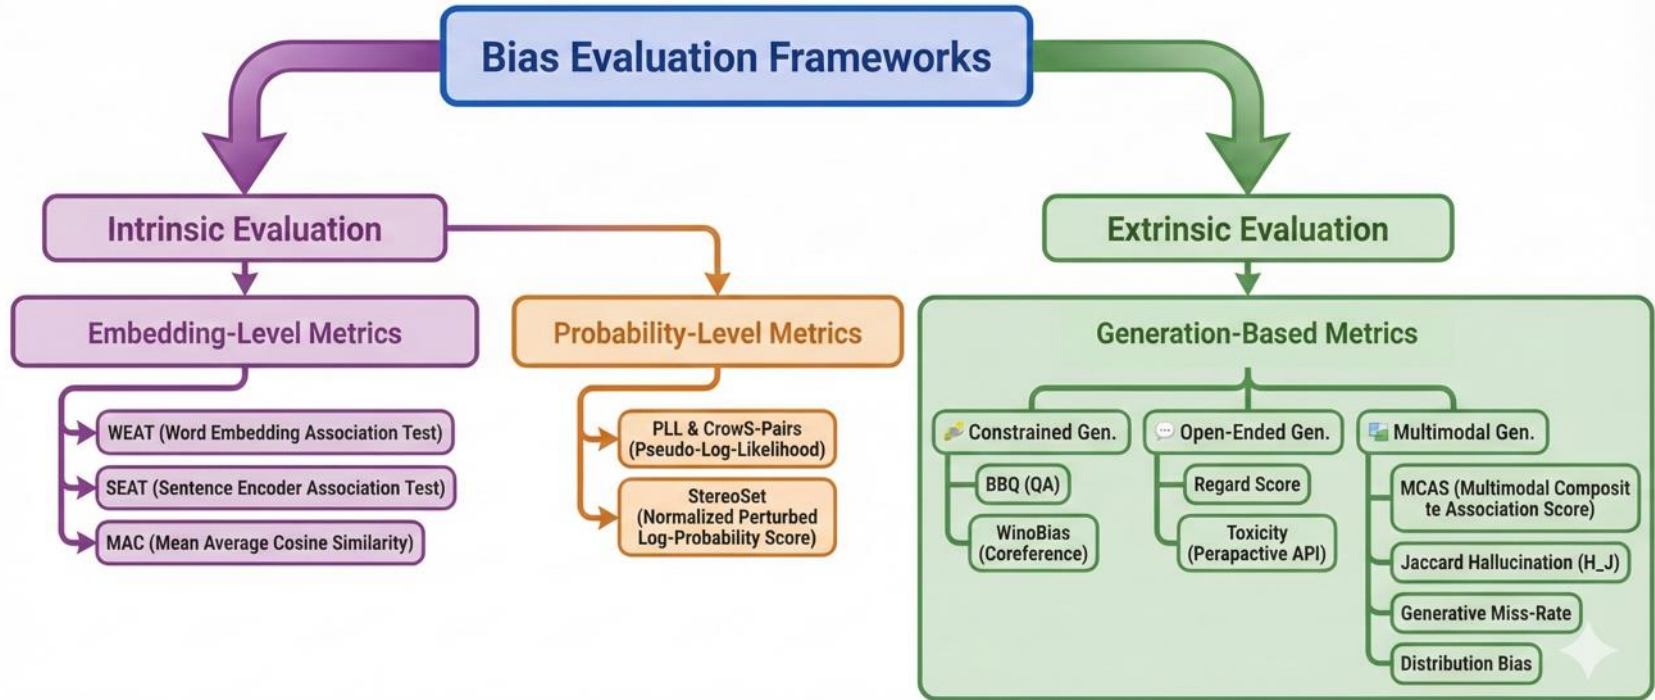 Bias Evaluation Frameworks
Intrinsic Evaluation
Extrinsic Evaluation
Embedding-Level Metrics
WEAT (Word Embedding Association Test)
SEAT (Sentence Encoder Association Test)
MAC (Mean Average Cosine Similarity)
Probability-Level Metrics
PLL & CrowS-Pairs
(Pseudo-Log-Likelihood)
StereoSet
(Normalized Perturbed
Log-Probability Score)
Generation-Based Metrics
Constrained Gen.
BBQ (QA)
WinoBias
(Coreference)
Open-Ended Gen.
Regard Score
Toxicity
(Perapactive API)
Multimodal Gen.
MCAS (Multimodal Composit
te Association Score)
Jaccard Hallucination (H_J)
Generative Miss-Rate
Distribution Bias